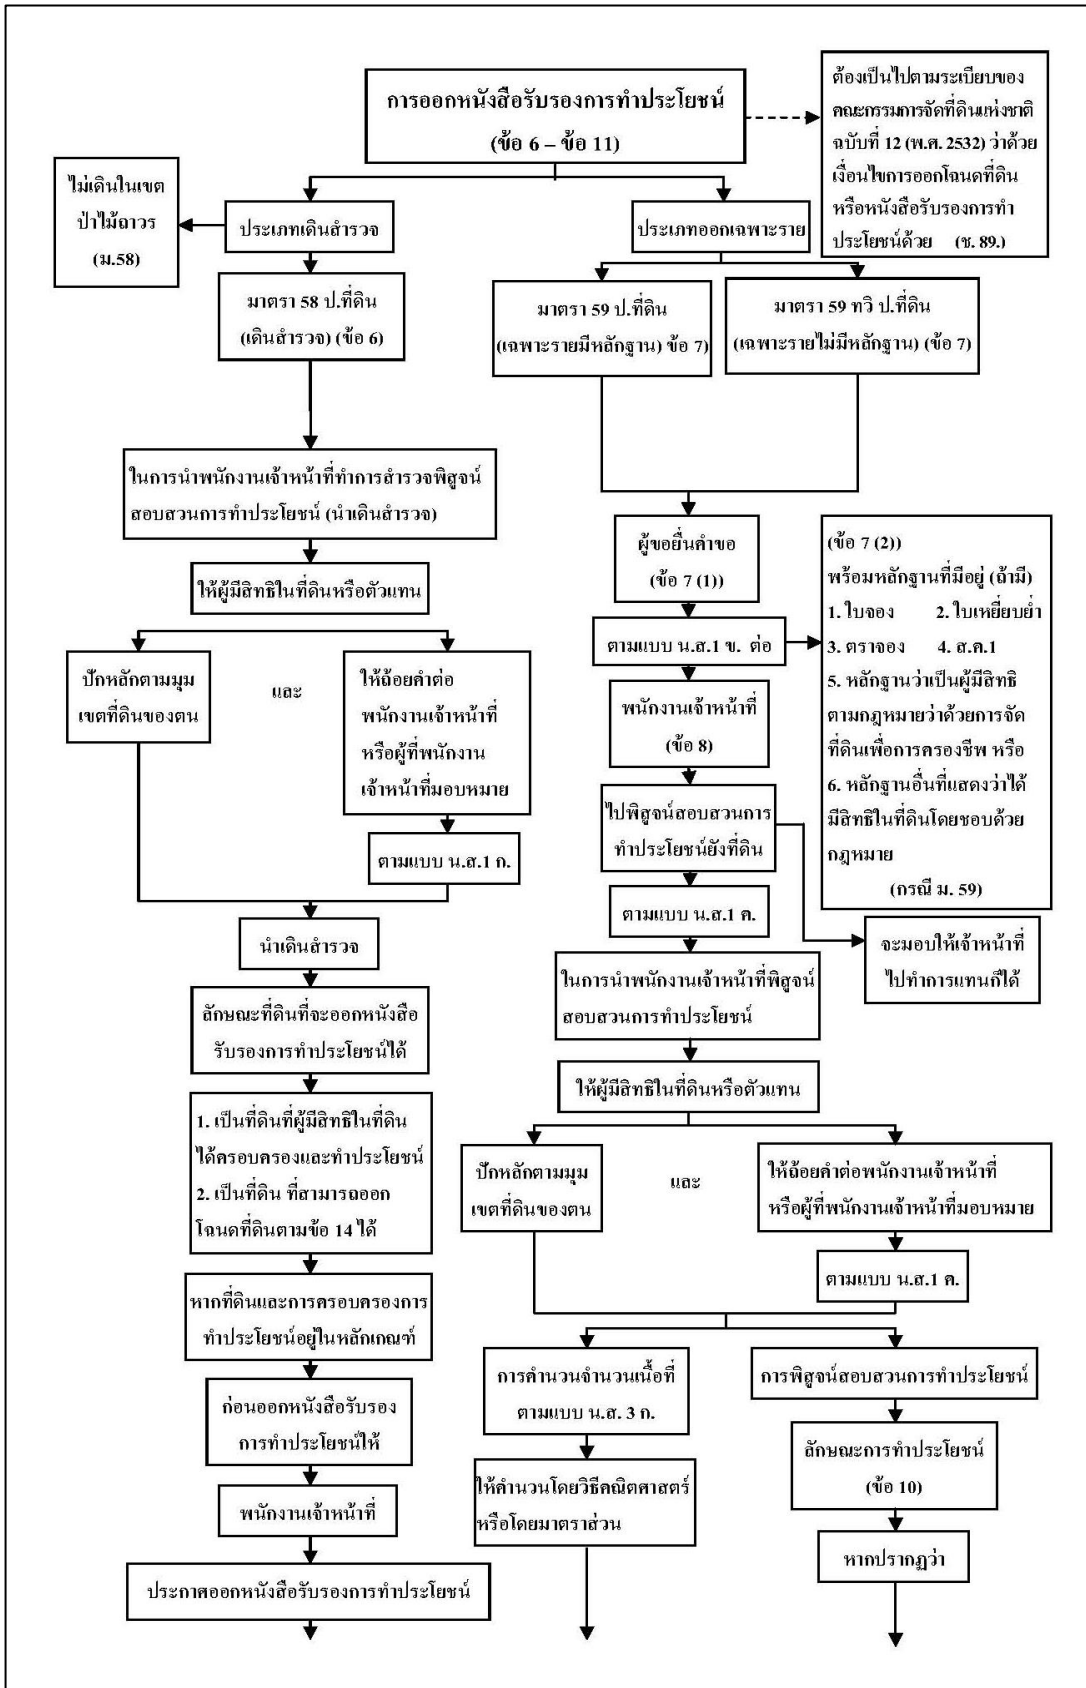 การออกหนังสือรับรองการทำประโยชน์
(ข้อ 6 – ข้อ 11)
ต้องเป็นไปตามระเบียบของ
คณะกรรมการจัดที่ดินแห่งชาติ
ฉบับที่ 12 (พ.ศ. 2532) ว่าด้วย
เงื่อนไขการออกโฉนดที่ดิน
หรือหนังสือรับรองการทำ
ประโยชน์ด้วย (ช. 89.)
ไม่เดินในเขต
ป่าไม้ถาวร
(ม.58)
ประเภทเดินสำรวจ
ประเภทออกเฉพาะราย
มาตรา 58 ป.ที่ดิน
(เดินสำรวจ) (ข้อ 6)
มาตรา 59 ป.ที่ดิน
(เฉพาะรายมีหลักฐาน) ข้อ 7)
มาตรา 59 ทวิ ป.ที่ดิน
(เฉพาะรายไม่มีหลักฐาน) (ข้อ 7)
ในการนำพนักงานเจ้าหน้าที่ทำการสำรวจพิสูจน์
สอบสวนการทำประโยชน์ (นำเดินสำรวจ)
ให้ผู้มีสิทธิในที่ดินหรือตัวแทน
ปักหลักตามมุม
เขตที่ดินของตน
และ
ให้ถ้อยคำต่อ
พนักงานเจ้าหน้าที่
หรือผู้ที่พนักงาน
เจ้าหน้าที่มอบหมาย
ตามแบบ น.ส.1 ก.
นำเดินสำรวจ
ลักษณะที่ดินที่จะออกหนังสือ
รับรองการทำประโยชน์ได้
1. เป็นที่ดินที่ผู้มีสิทธิในที่ดิน
ได้ครอบครองและทำประโยชน์
2. เป็นที่ดิน ที่สามารถออก
โฉนดที่ดินตามข้อ 14 ได้
หากที่ดินและการครอบครองการ
ทำประโยชน์อยู่ในหลักเกณฑ์
ก่อนออกหนังสือรับรอง
การทำประโยชน์ให้
พนักงานเจ้าหน้าที่
ประกาศออกหนังสือรับรองการทำประโยชน์
ผู้ขอยื่นคำขอ
(ข้อ 7 (1))
ตามแบบ น.ส.1 ข. ต่อ
(ข้อ 7 (2))
พร้อมหลักฐานที่มีอยู่ (ถ้ามี)
1. ใบจอง 2. ใบเหยียบย่ำ
3. ตราจอง 4. ส.ค.1
5. หลักฐานว่าเป็นผู้มีสิทธิ
ตามกฎหมายว่าด้วยการจัด
ที่ดินเพื่อการครองชีพ หรือ
6. หลักฐานอื่นที่แสดงว่าได้
มีสิทธิในที่ดินโดยชอบด้วย
กฎหมาย
(กรณี ม. 59)
พนักงานเจ้าหน้าที่
(ข้อ 8)
ไปพิสูจน์สอบสวนการ
ทำประโยชน์ยังที่ดิน
ตามแบบ น.ส.1 ค.
จะมอบให้เจ้าหน้าที่
ไปทำการแทนก็ได้
ในการนำพนักงานเจ้าหน้าที่พิสูจน์
สอบสวนการทำประโยชน์
ให้ผู้มีสิทธิในที่ดินหรือตัวแทน
ปักหลักตามมุม
เขตที่ดินของตน
และ
ให้ถ้อยคำต่อพนักงานเจ้าหน้าที่
หรือผู้ที่พนักงานเจ้าหน้าที่มอบหมาย
ตามแบบ น.ส.1 ค.
การคำนวนจำนวนเนื้อที่
ตามแบบ น.ส. 3 ก.
ให้คำนวนโดยวิธีคณิตศาสตร์
หรือโดยมาตราส่วน
การพิสูจน์สอบสวนการทำประโยชน์
ลักษณะการทำประโยชน์
(ข้อ 10)
หากปรากฏว่า